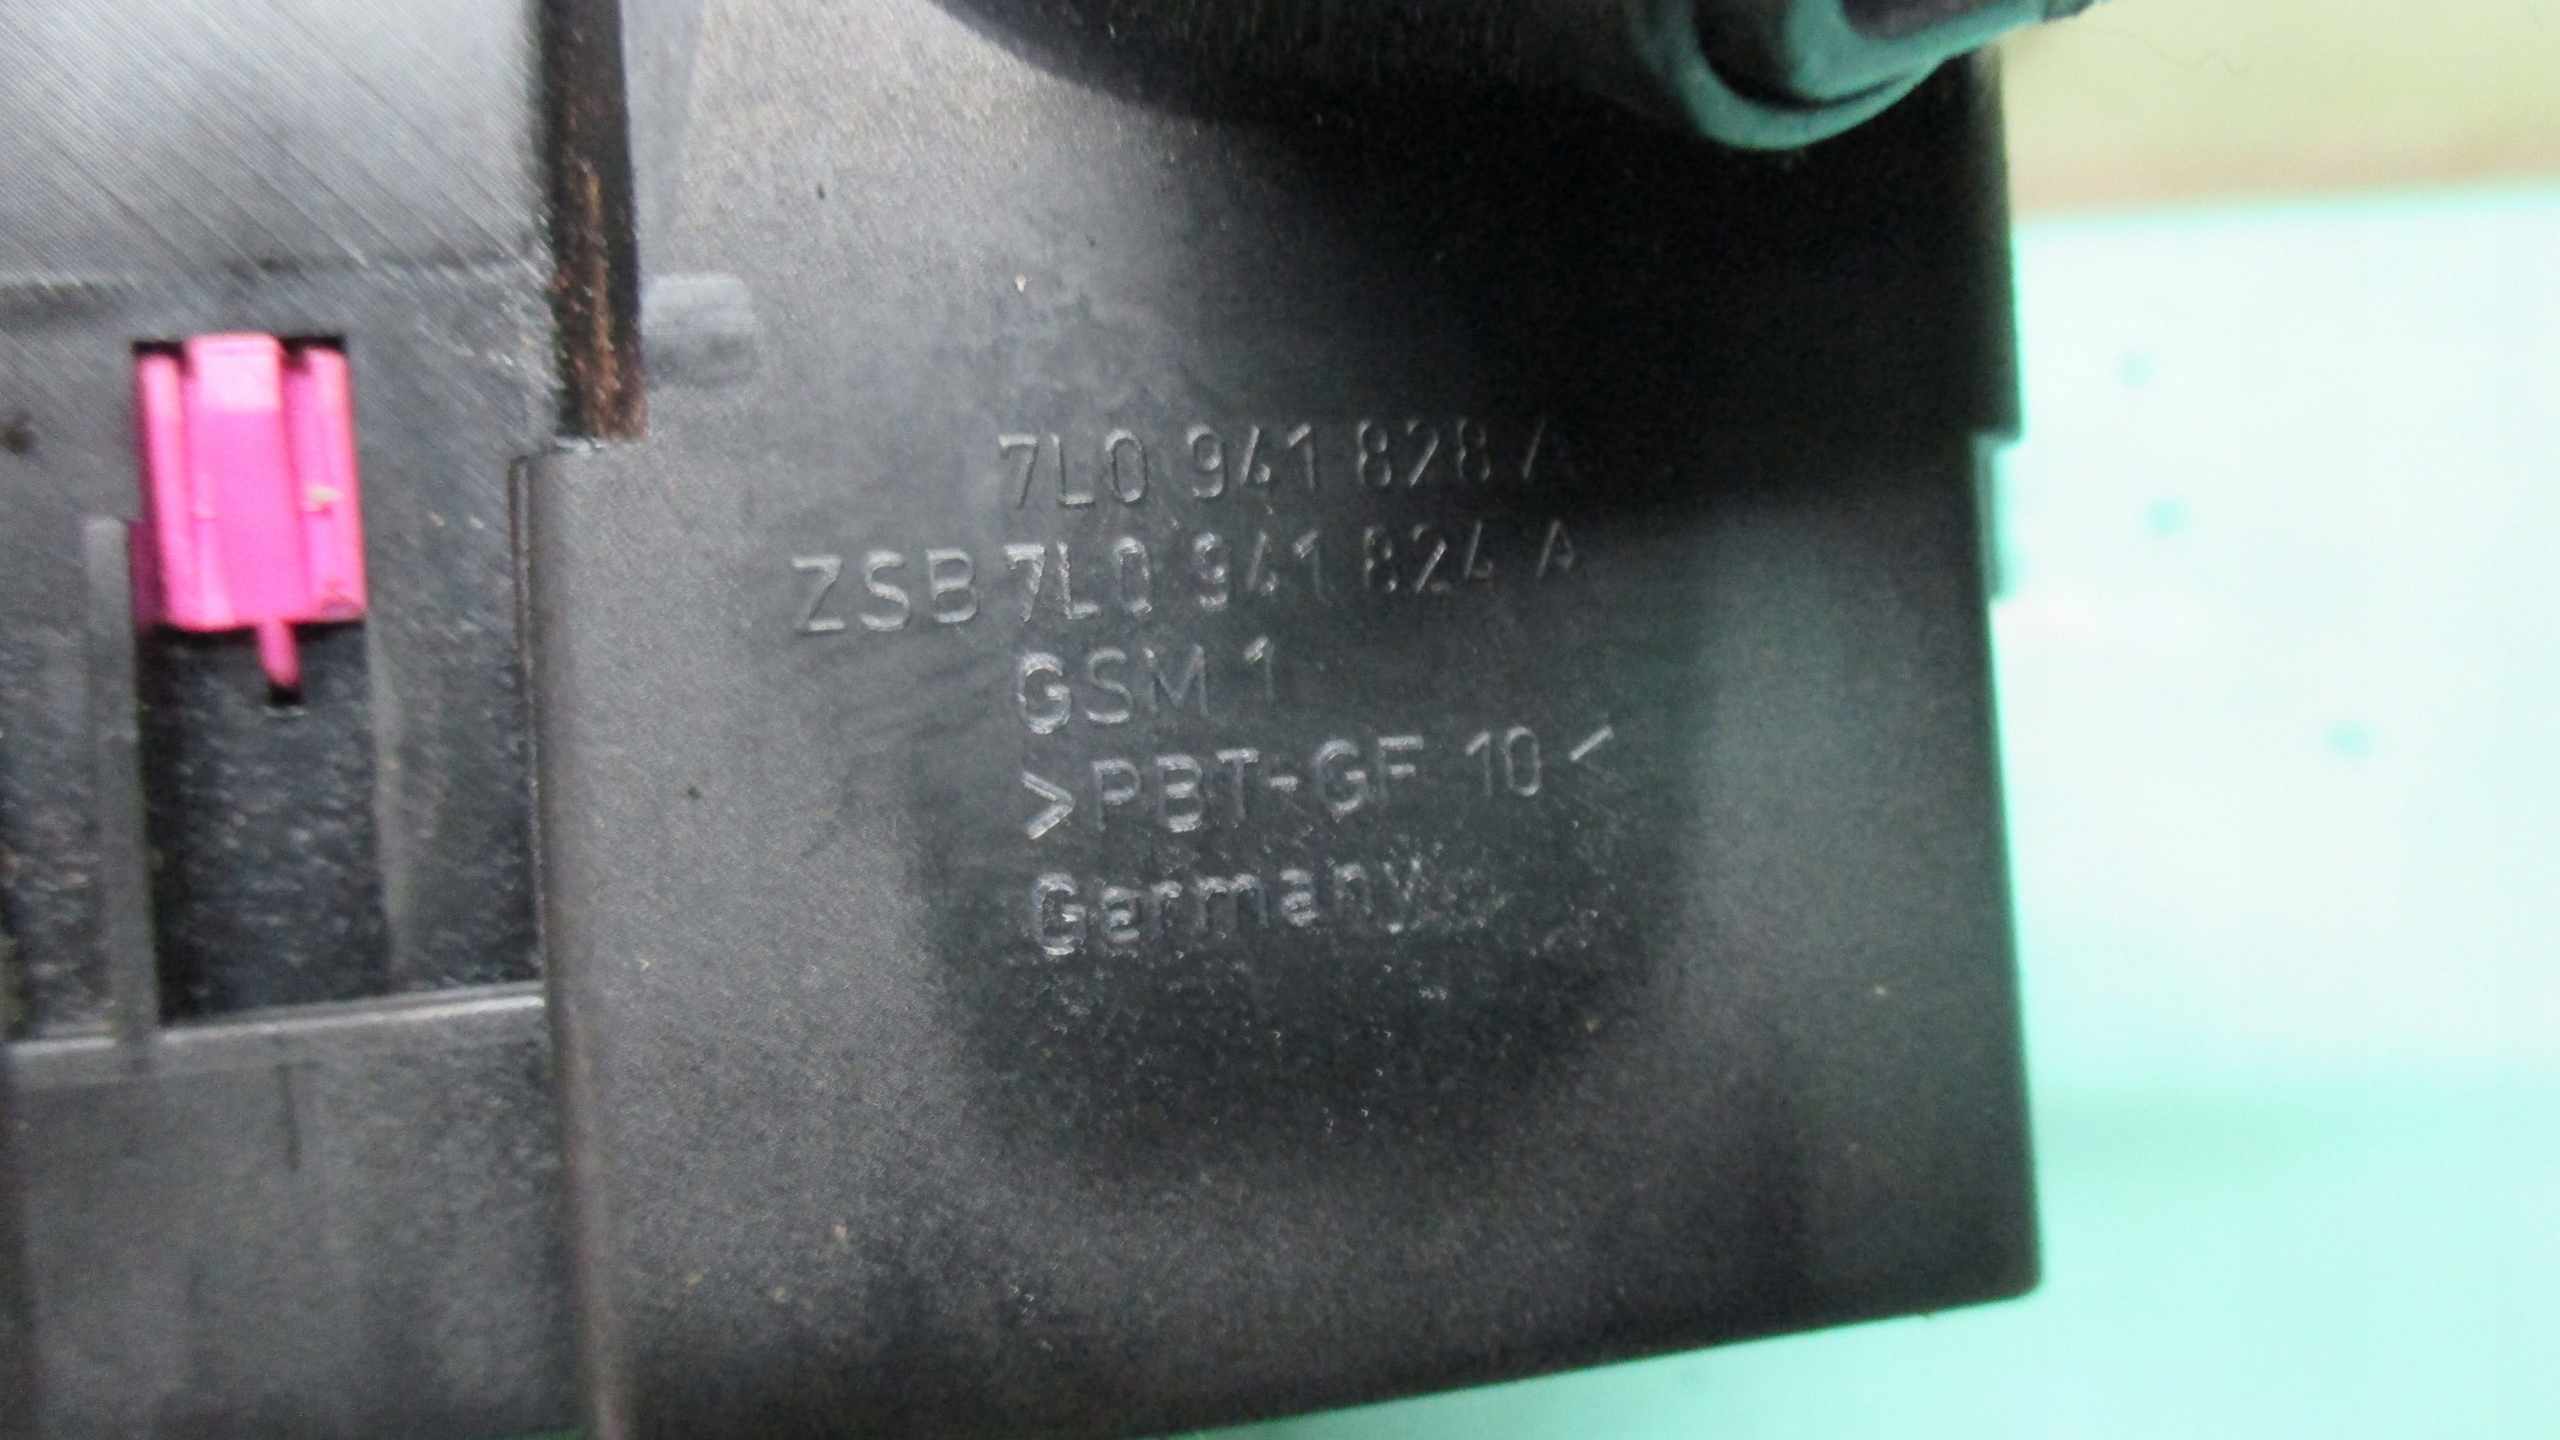 7L0 941 828
ZSB 7L0 941 824 A
GSM 1
>PBT-GF 10<
Germany